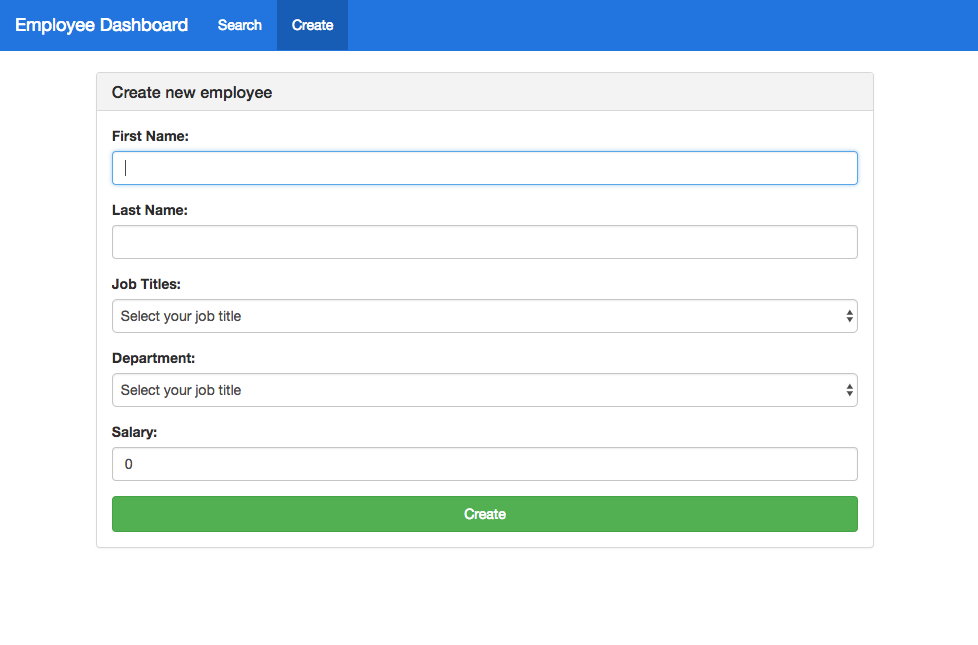 Employee Dashboard Search Create
Create new employee
First Name:
Last Name:
Job Titles:
Select your job title
Department:
Select your job title
Salary:
0
Create